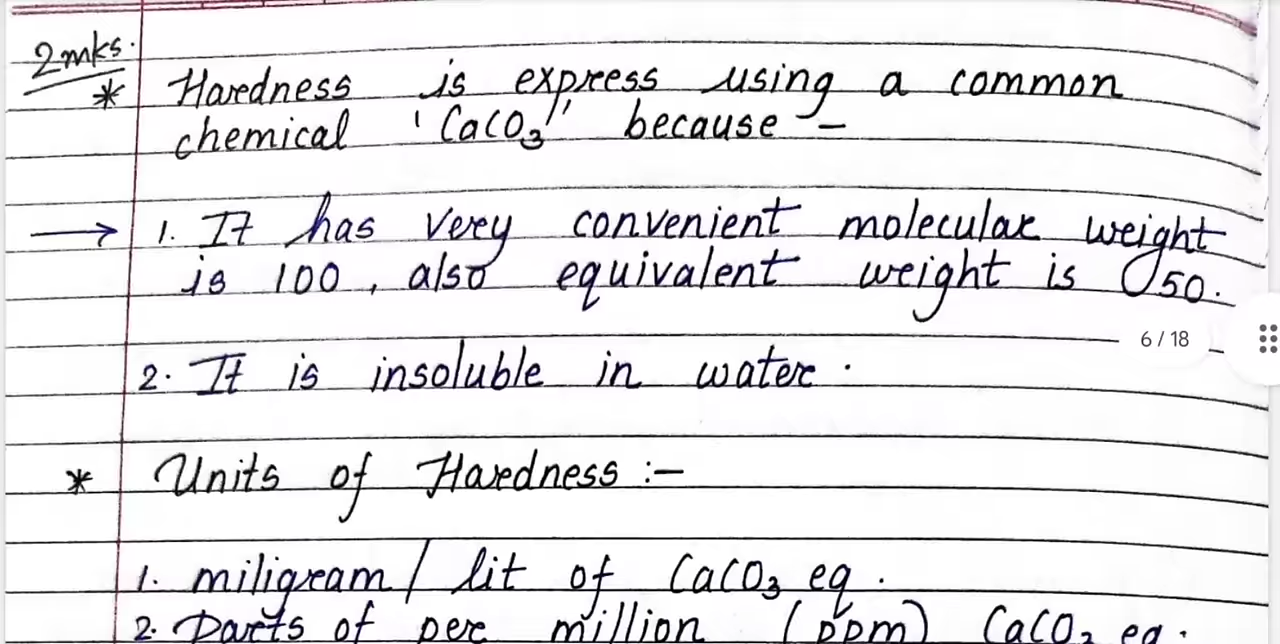 2mks.
* Hardness is express using a common
chemical 'CaCO₃" because -
→ 1. It has very convenient molecular weight
is 100, also equivalent weight is 50.
6 / 18
2. It is insoluble in water.
* Units of Hardness :-
1. miligram / lit of CaCO₃ eq.
2. Parts of per million (ppm) CaCO₃ eq.